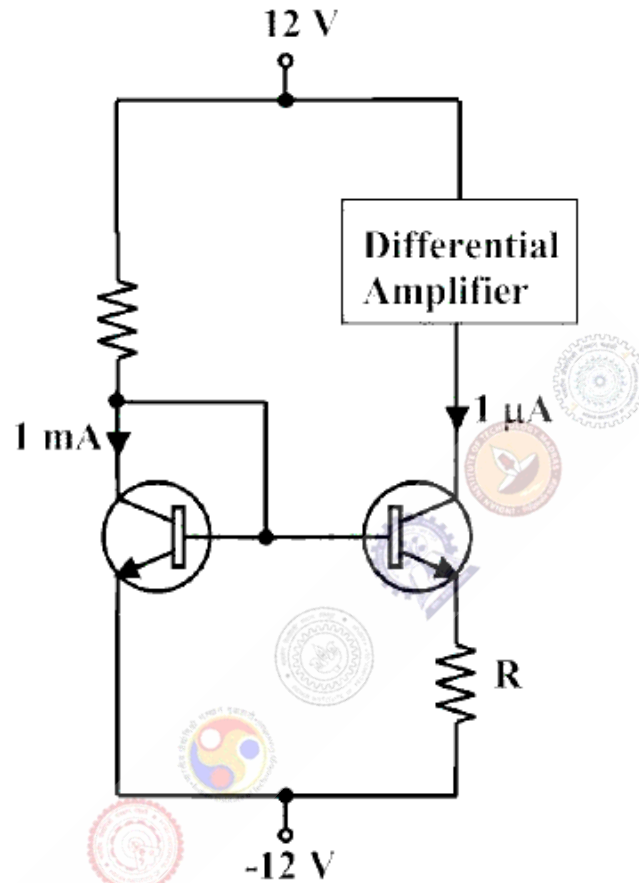 12 V
Differential
Amplifier
1 mA
1 μA
R
-12 V